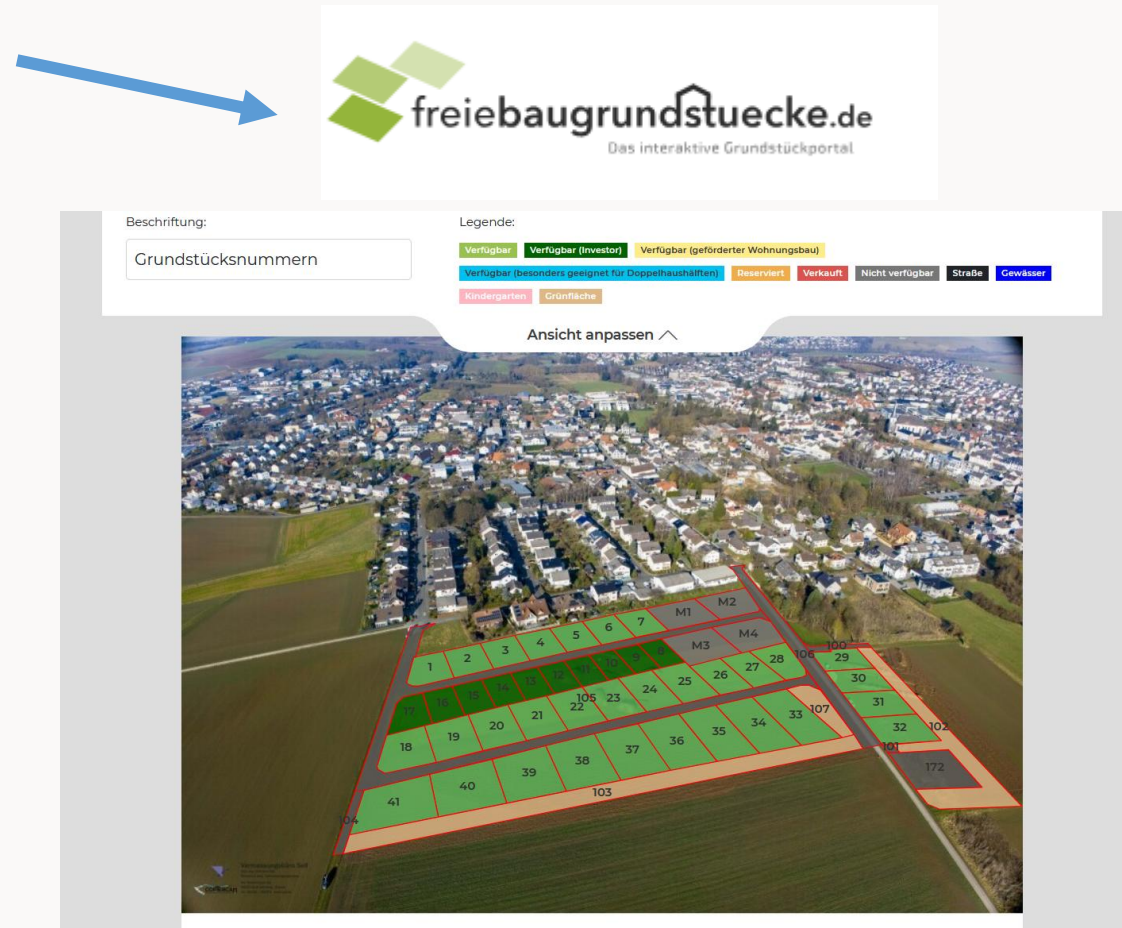 freiebaugrundstuecke.de
Das interaktive Grundstückportal
Beschriftung:
Grundstücksnummern
Legende:
Verfügbar Verfügbar (Investor) Verfügbar (geförderter Wohnungsbau)
Verfügbar (besonders geeignet für Doppelhaushälften) Reserviert Verkauft Nicht verfügbar Straße Gewässer
Kindergarten Grünfläche
Ansicht anpassen
1 2 3 4 5 6 7 M1 M2
17 16 15 14 13 12 11 10 9 8 M3 M4
18 19 20 21 22 105 23 24 25 26 27 28
106 100
29
30
31
32 102
101
172
41 40 39 38 37 36 35 34 33 107
103
104